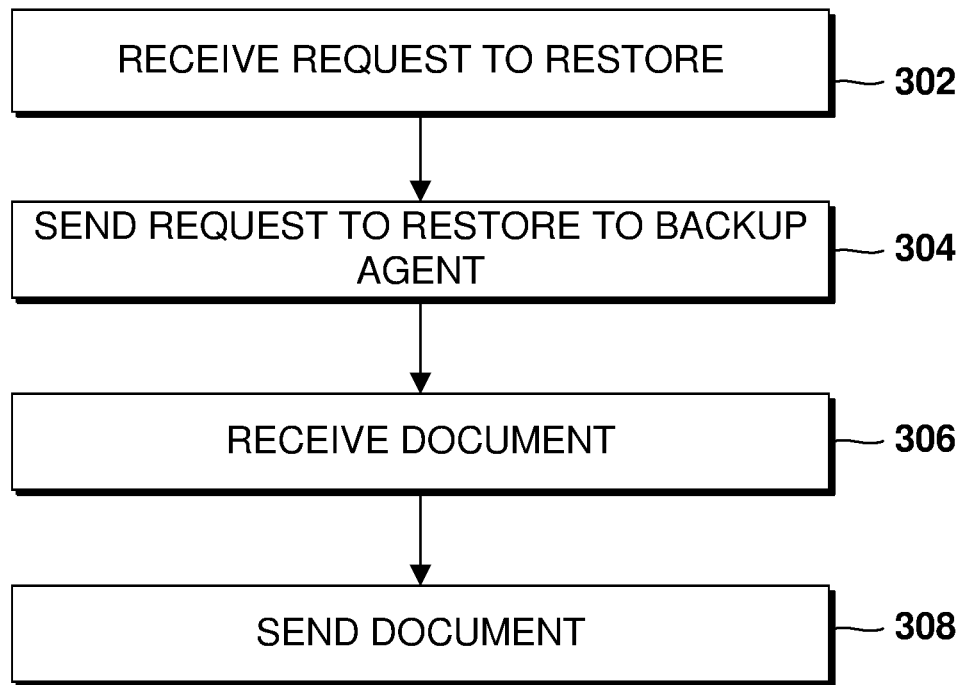 RECEIVE REQUEST TO RESTORE
302
SEND REQUEST TO RESTORE TO BACKUP
AGENT
304
RECEIVE DOCUMENT
306
SEND DOCUMENT
308